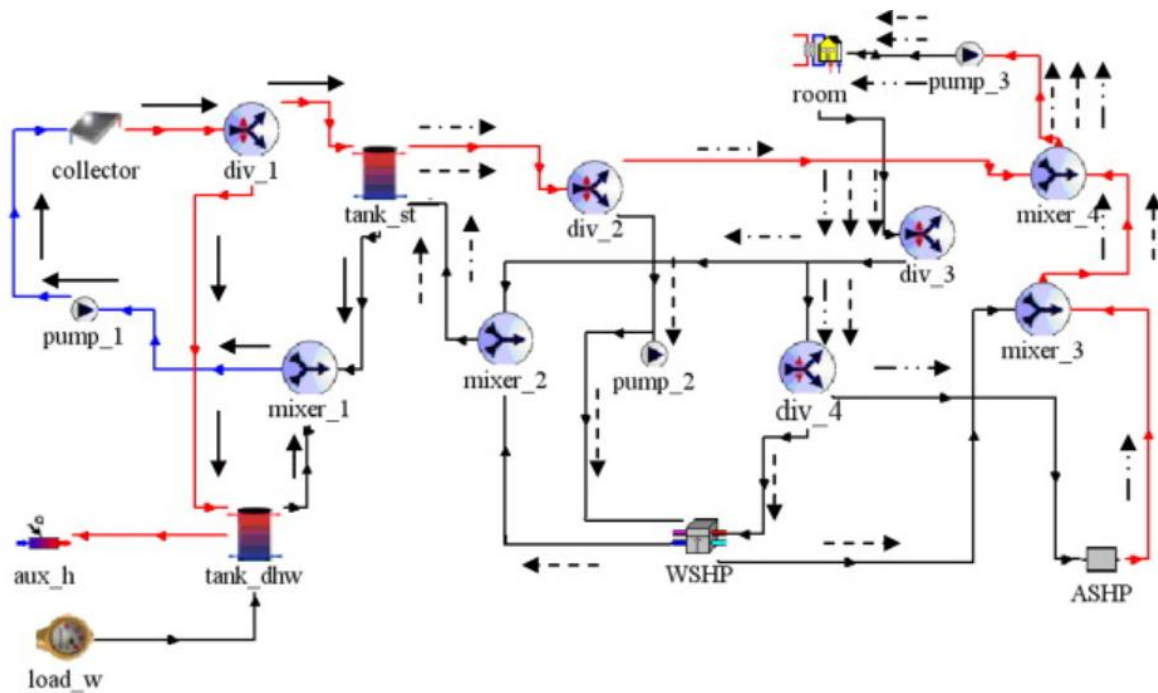 room
pump_3
collector
div_1
tank_st
div_2
mixer_4
div_3
pump_1
mixer_1
mixer_2
pump_2
div_4
mixer_3
aux_h
tank_dhw
WSHP
ASHP
load_w